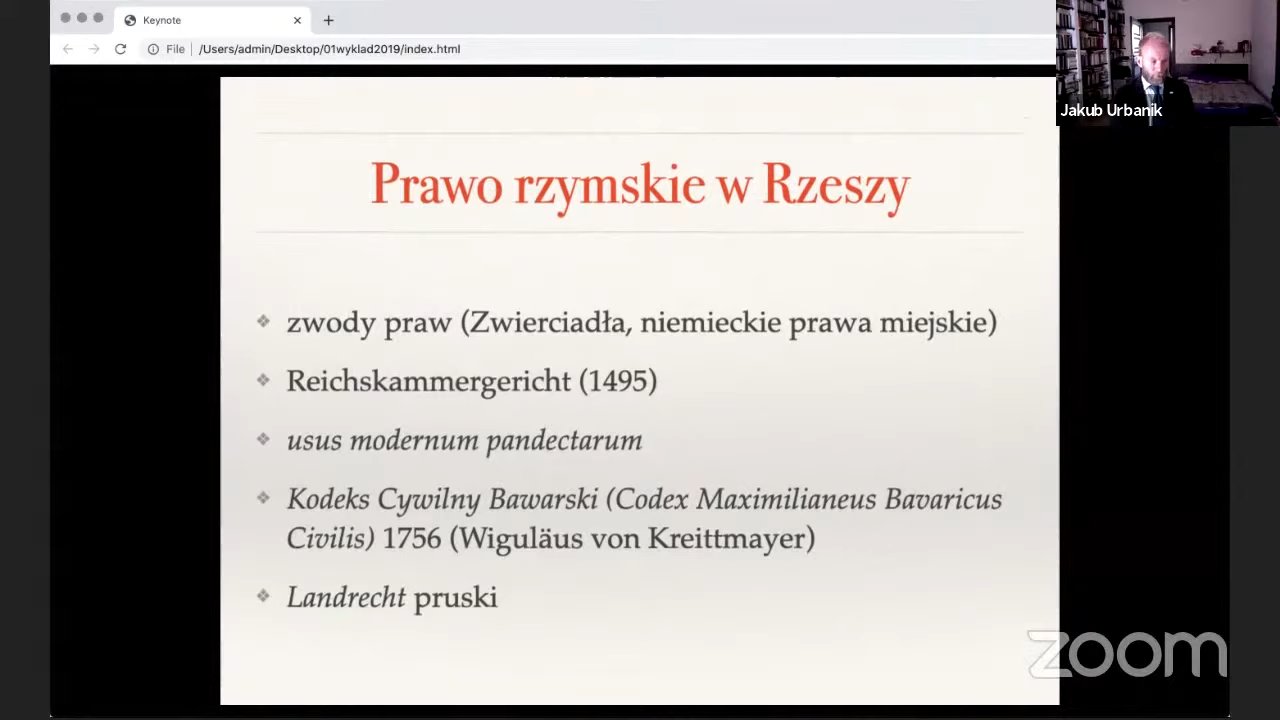 Keynote
File
/Users/admin/Desktop/01wyklad2019/index.html
Jakub Urbanik
Prawo rzymskie w Rzeszy
zwody praw (Zwierciadła, niemieckie prawa miejskie)
Reichskammergericht (1495)
usus modernum pandectarum
Kodeks Cywilny Bawarski (Codex Maximilianeus Bavaricus
Civilis) 1756 (Wiguläus von Kreittmayer)
Landrecht pruski
zoom